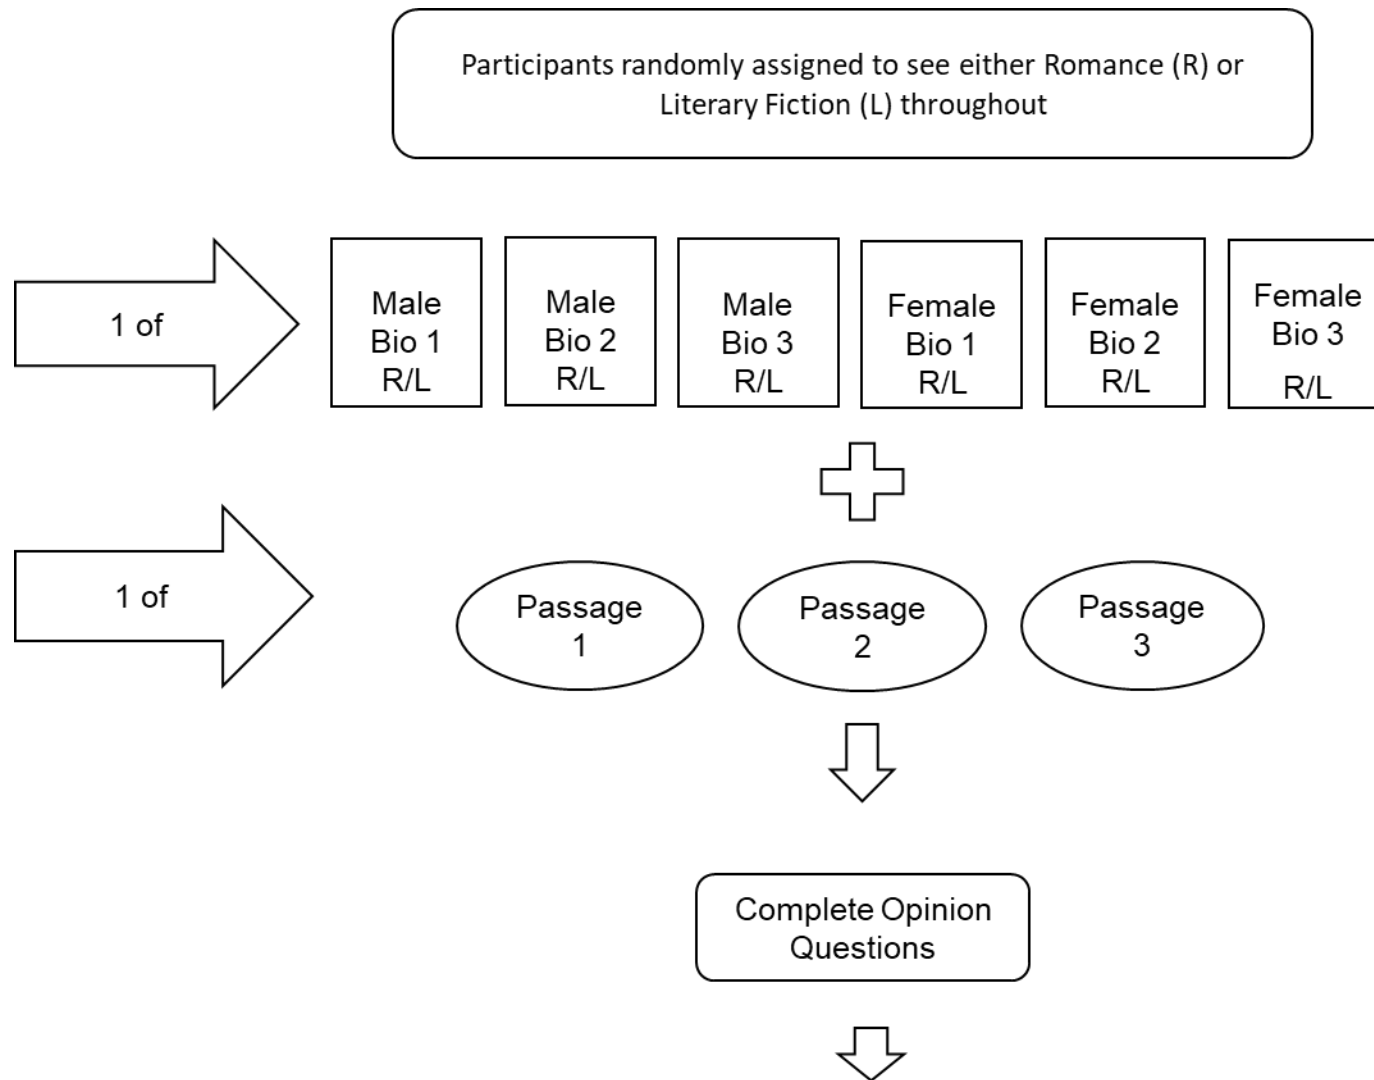 Participants randomly assigned to see either Romance (R) or
Literary Fiction (L) throughout
1 of
Male
Bio 1
R/L
Male
Bio 2
R/L
Male
Bio 3
R/L
Female
Bio 1
R/L
Female
Bio 2
R/L
Female
Bio 3
R/L
1 of
Passage
1
Passage
2
Passage
3
Complete Opinion
Questions